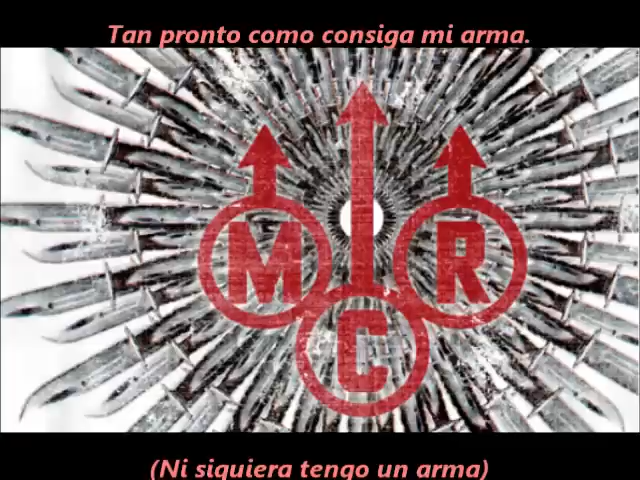 Tan pronto como consiga mi arma.
M R
C
(Ni siquiera tengo un arma)